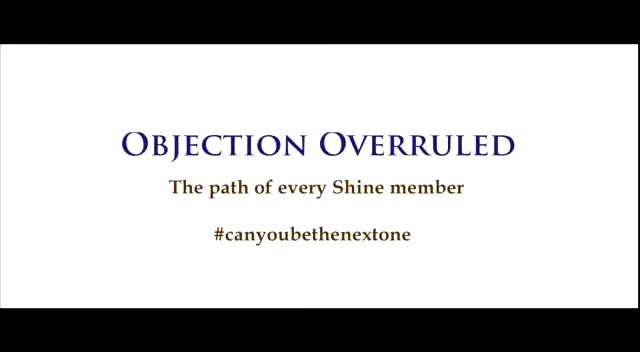 Objection Overruled
The path of every Shine member
#canyoubethenextone